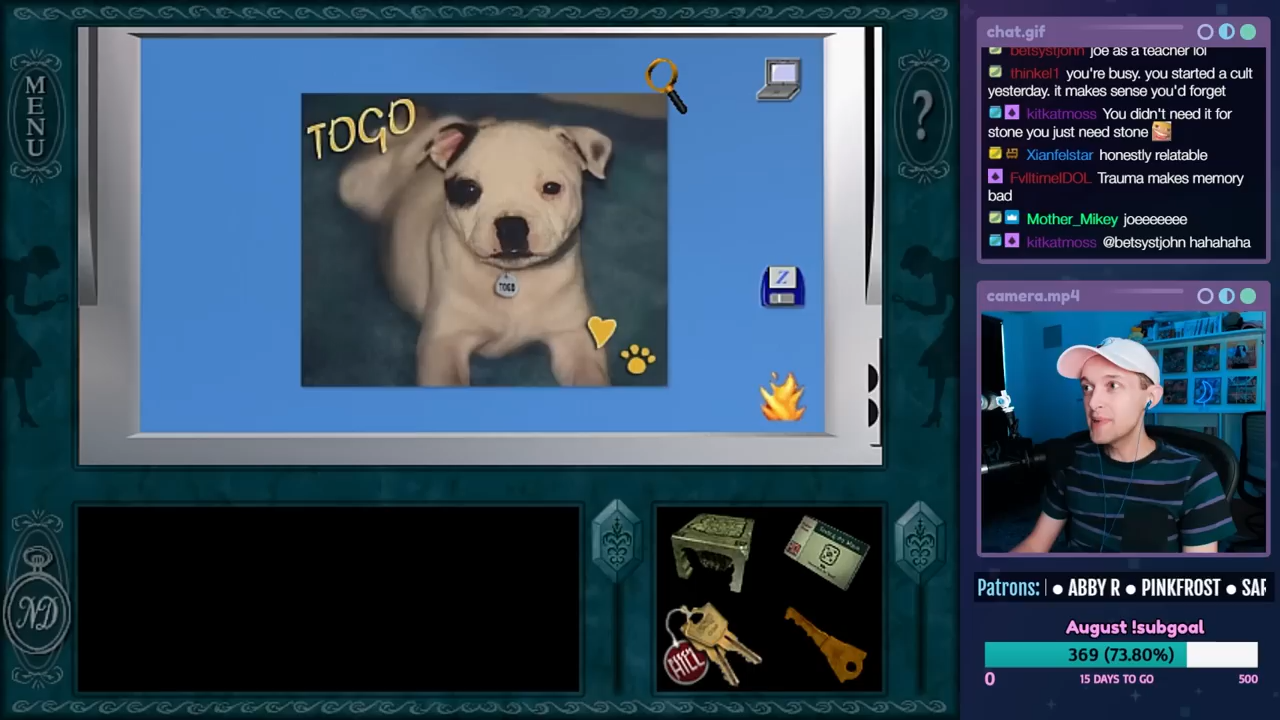 MENU
TOGO
TOGO
Z
?
ND
HILL
chat.gif
betsystjohn joe as a teacher lol
thinkel1 you're busy. you started a cult
yesterday. it makes sense you'd forget
kitkatmoss You didn't need it for
stone you just need stone
Xianfelstar honestly relatable
FvlltimeIDOL Trauma makes memory
bad
Mother_Mikey joeeeeeee
kitkatmoss @betsystjohn hahahaha
camera.mp4
Patrons: ● ABBY R ● PINKFROST ● SAF
August !subgoal
369 (73.80%)
0 15 DAYS TO GO 500